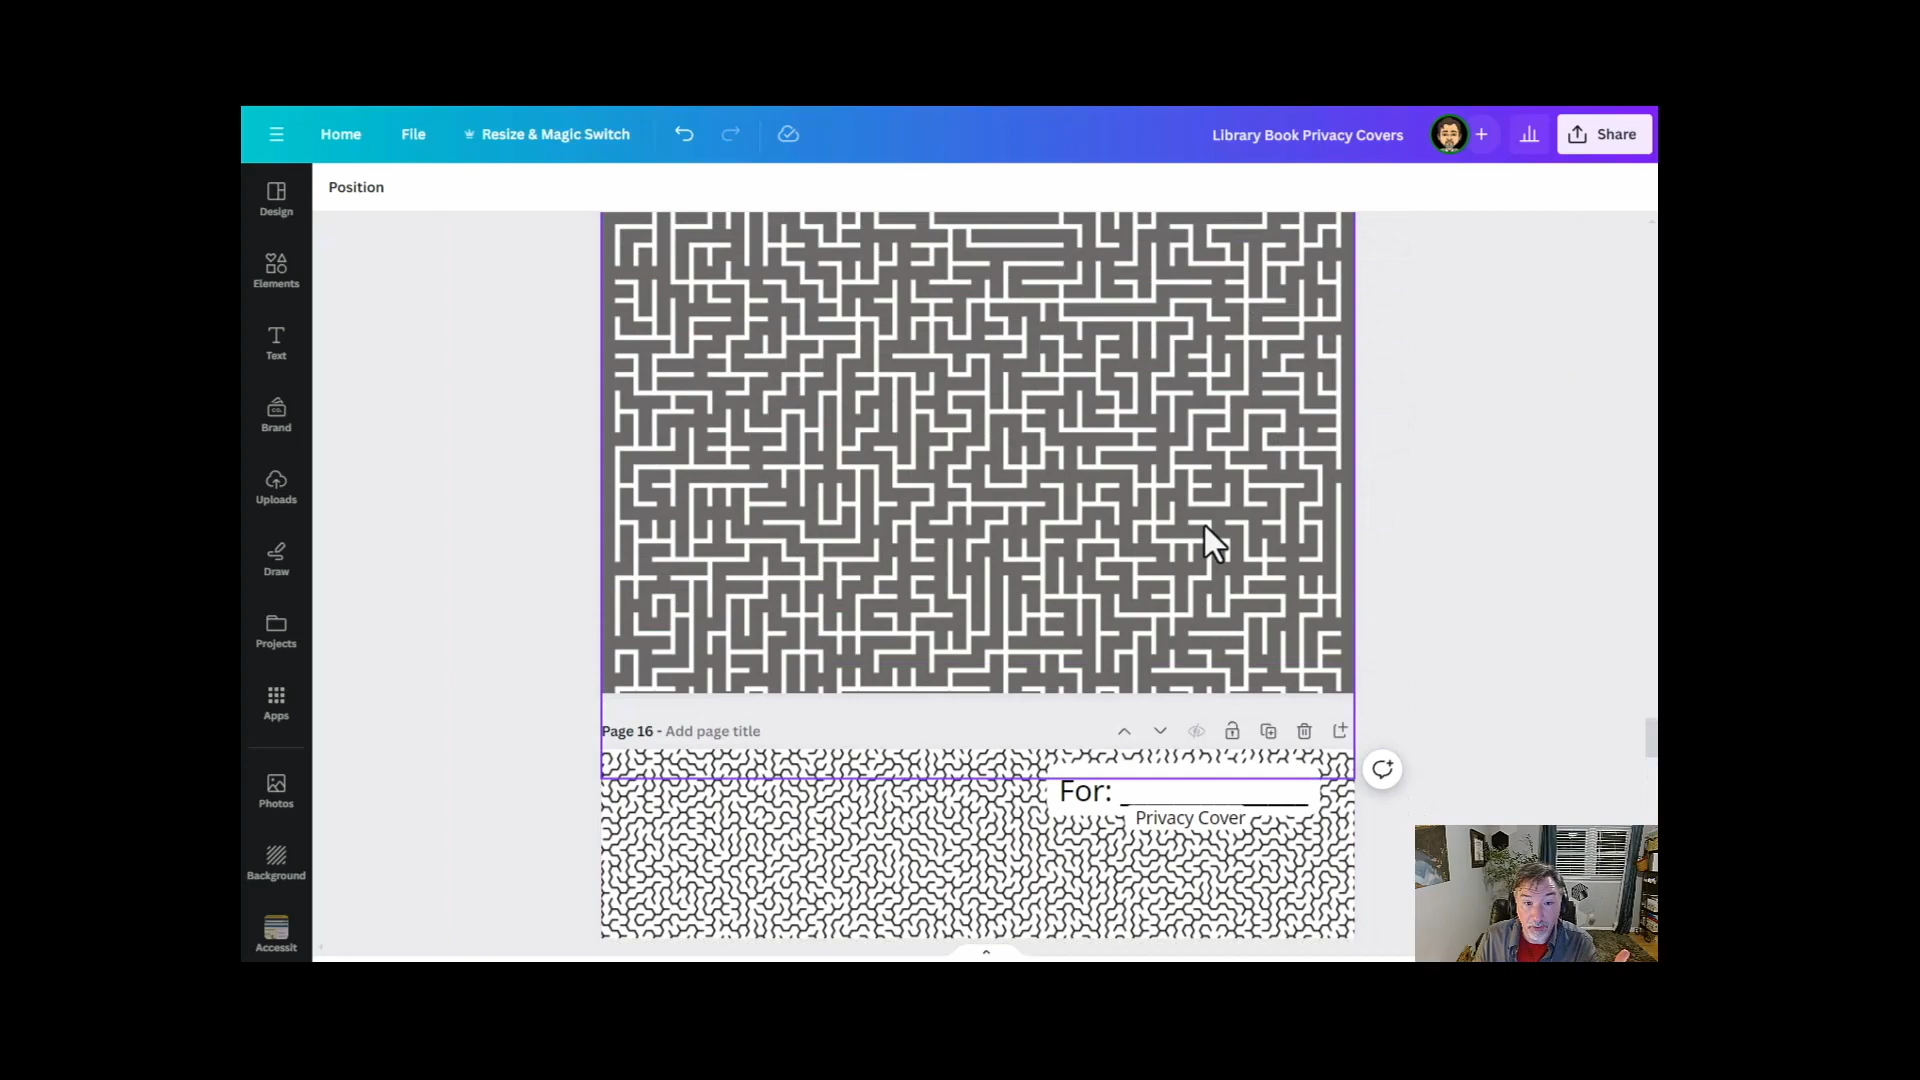 Home File Resize & Magic Switch Library Book Privacy Covers + Share
Position
Design
Elements
Text
Brand
Uploads
Draw
Projects
Apps
Photos
Background
Accessit
Page 16 - Add page title
For: ____________
Privacy Cover